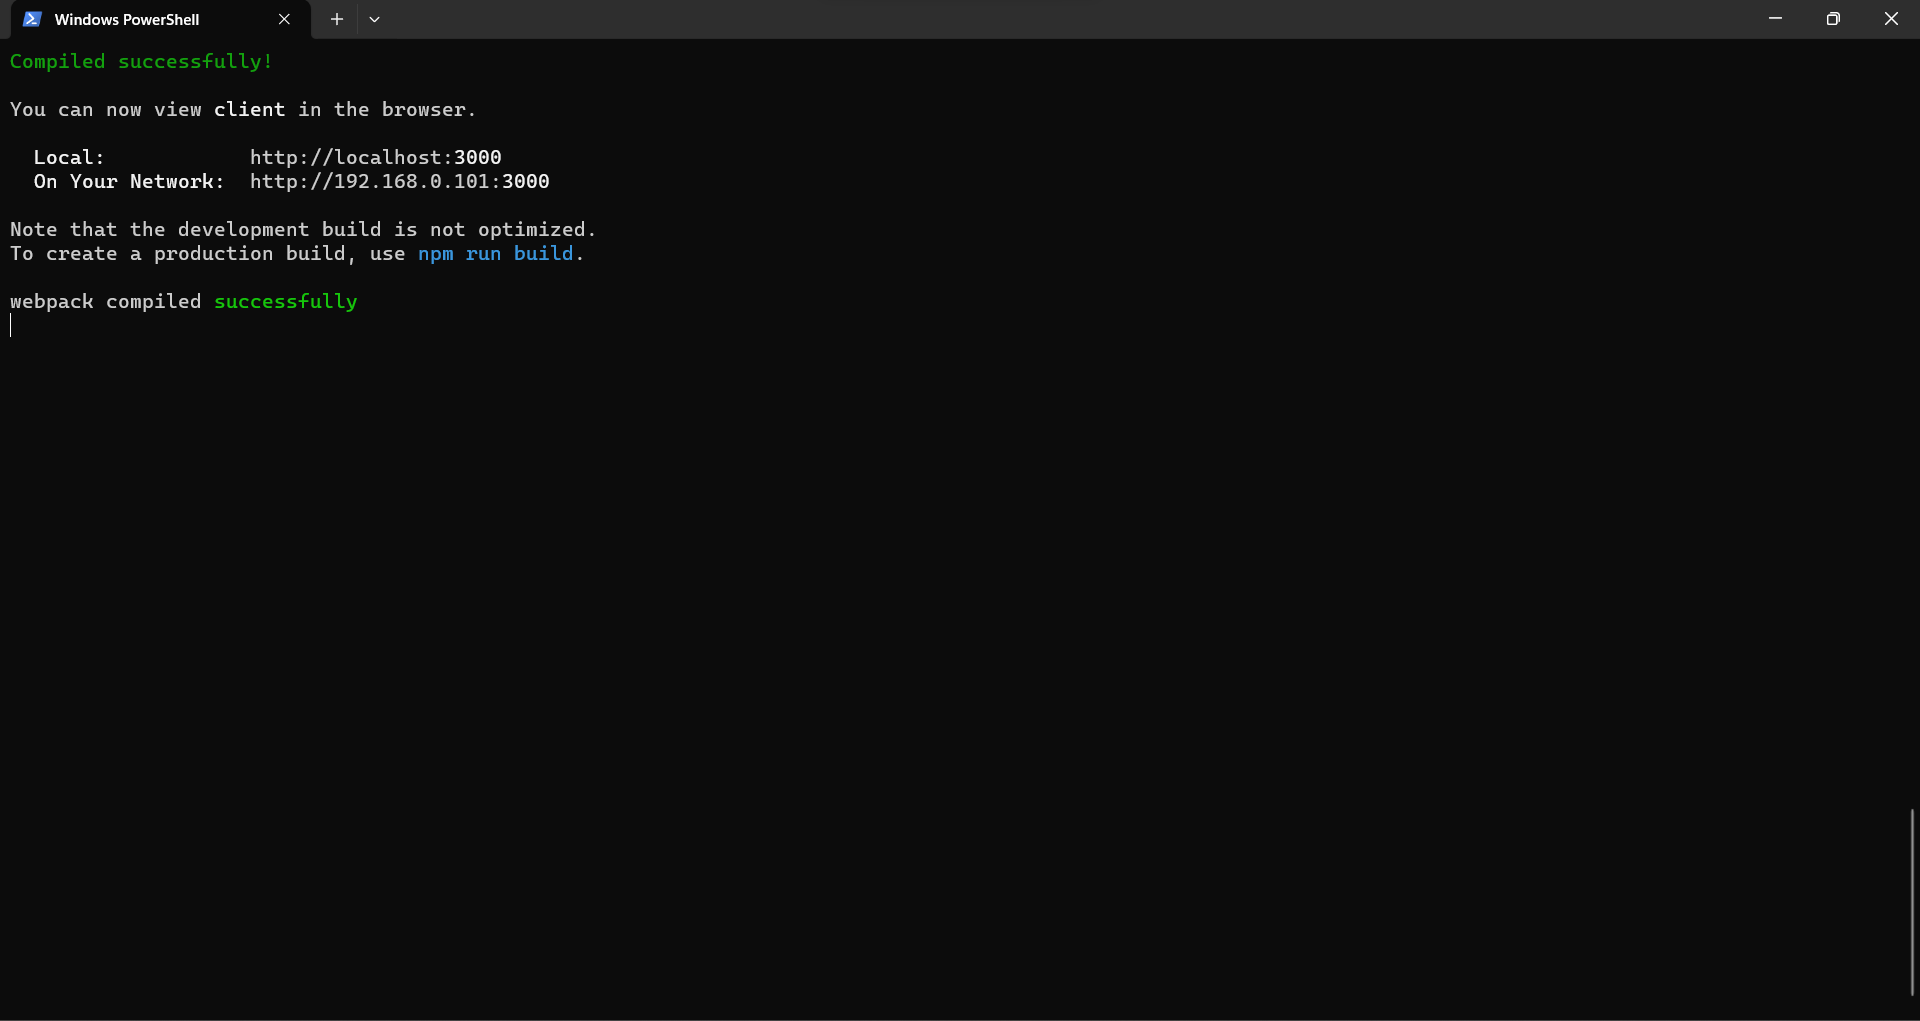 Windows PowerShell
Compiled successfully!
You can now view client in the browser.
Local: http://localhost:3000
On Your Network: http://192.168.0.101:3000
Note that the development build is not optimized.
To create a production build, use npm run build.
webpack compiled successfully